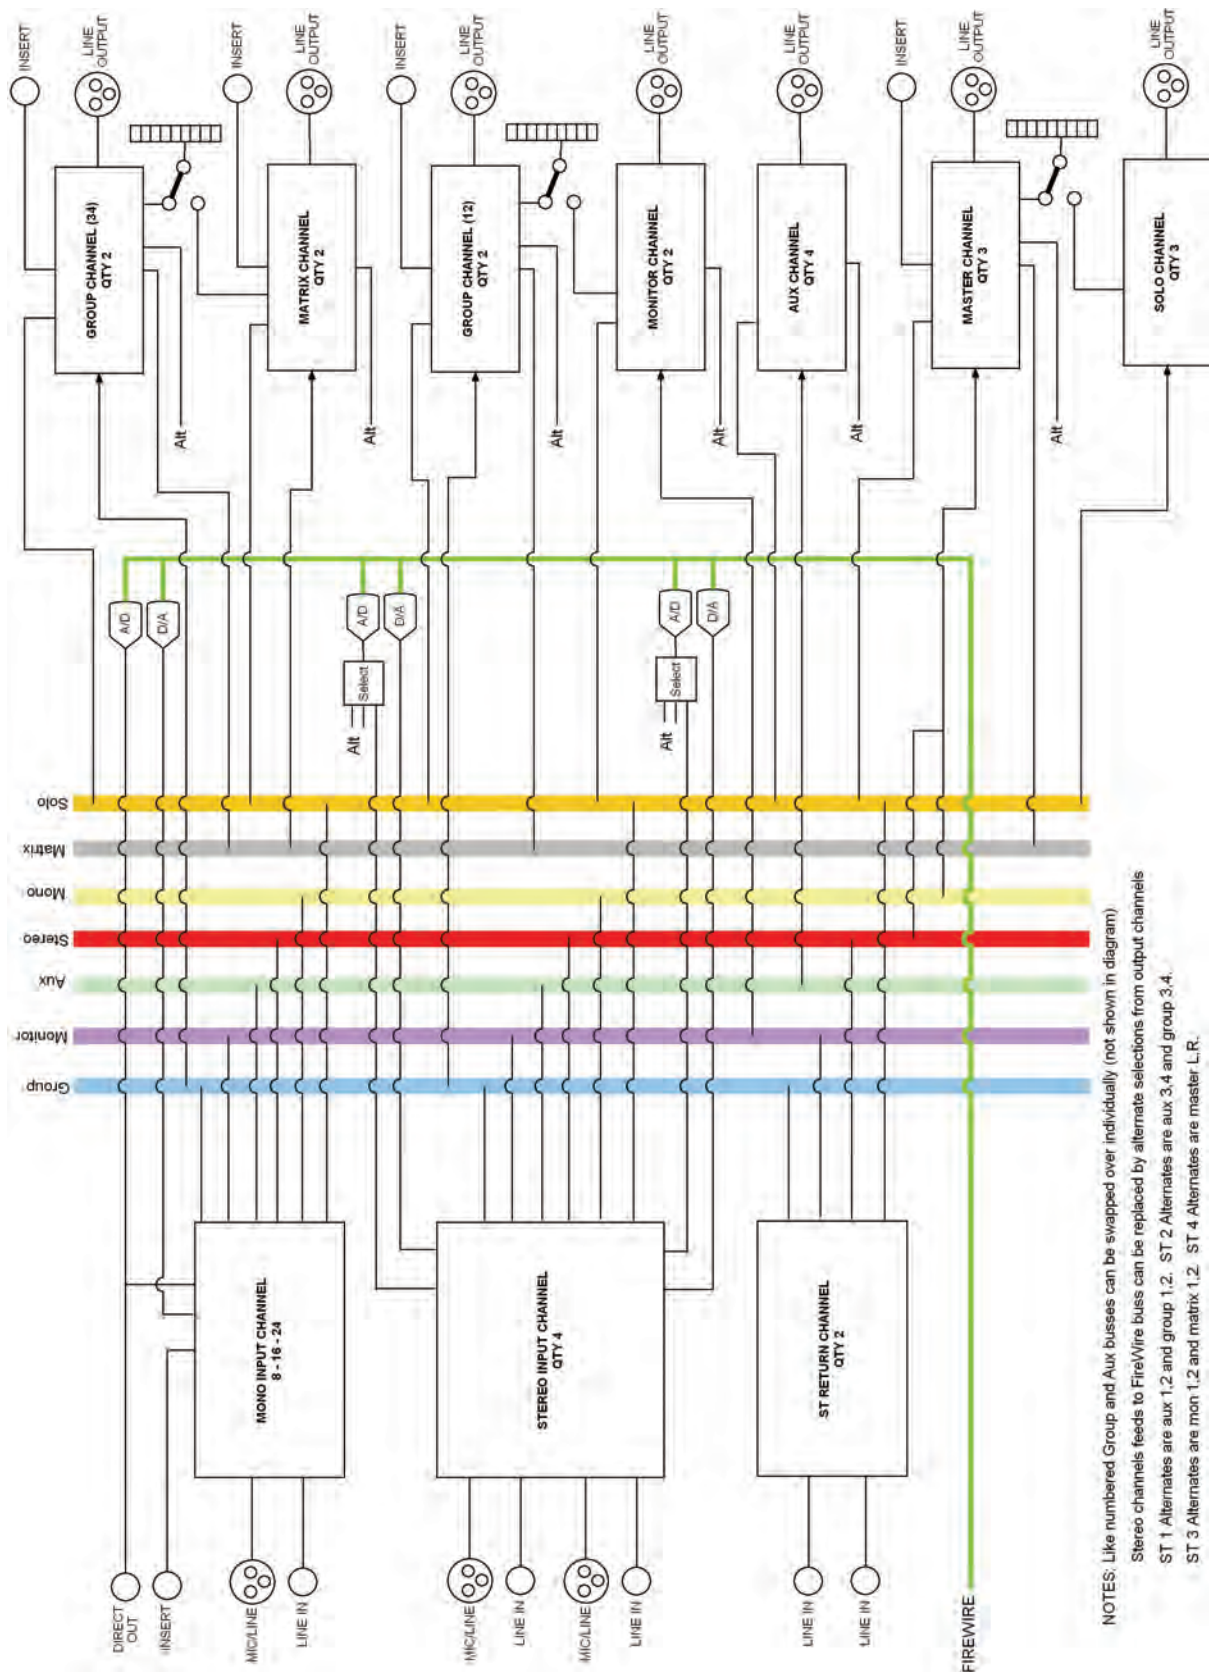 INSERT
LINE
OUTPUT
INSERT
LINE
OUTPUT
INSERT
LINE
OUTPUT
LINE
OUTPUT
LINE
OUTPUT
INSERT
LINE
OUTPUT
LINE
OUTPUT
GROUP CHANNEL (34)
QTY 2
MATRIX CHANNEL
QTY 2
GROUP CHANNEL (12)
QTY 2
MONITOR CHANNEL
QTY 2
AUX CHANNEL
QTY 4
MASTER CHANNEL
QTY 3
SOLO CHANNEL
QTY 3
Alt
Alt
Alt
Alt
Alt
Alt
A/D
D/A
A/D
D/A
A/D
D/A
Select
Select
Alt
Alt
Solo
Matrix
Mono
Stereo
Aux
Monitor
Group
MONO INPUT CHANNEL
8 - 16 - 24
STEREO INPUT CHANNEL
QTY 4
ST RETURN CHANNEL
QTY 2
DIRECT
OUT
INSERT
MIC/LINE
LINE IN
MIC/LINE
LINE IN
MIC/LINE
LINE IN
LINE IN
LINE IN
FIREWIRE
NOTES: Like numbered Group and Aux busses can be swapped over individually (not shown in diagram)
Stereo channels feeds to FireWire buss can be replaced by alternate selections from output channels
ST 1 Alternates are aux 1,2 and group 1,2. ST 2 Alternates are aux 3,4 and group 3,4.
ST 3 Alternates are mon 1,2 and matrix 1,2 ST 4 Alternates are master L.R.